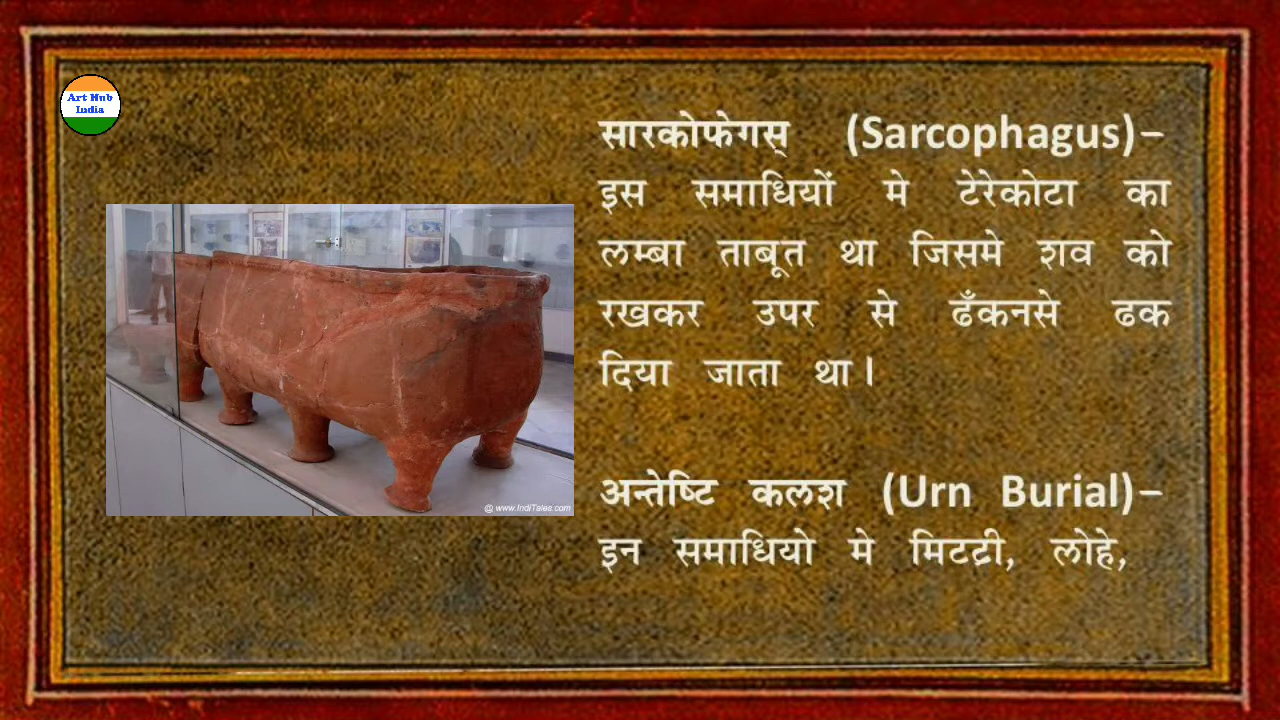 Art Hub
India
सारकोफेगस् (Sarcophagus)–
इस समाधियों मे टेरेकोटा का
लम्बा ताबूत था जिसमे शव को
रखकर उपर से ढँकनसे ढक
दिया जाता था।
@ www.IndiTales.com
अन्तेष्टि कलश (Urn Burial)–
इन समाधियो मे मिटट्री, लोहे,